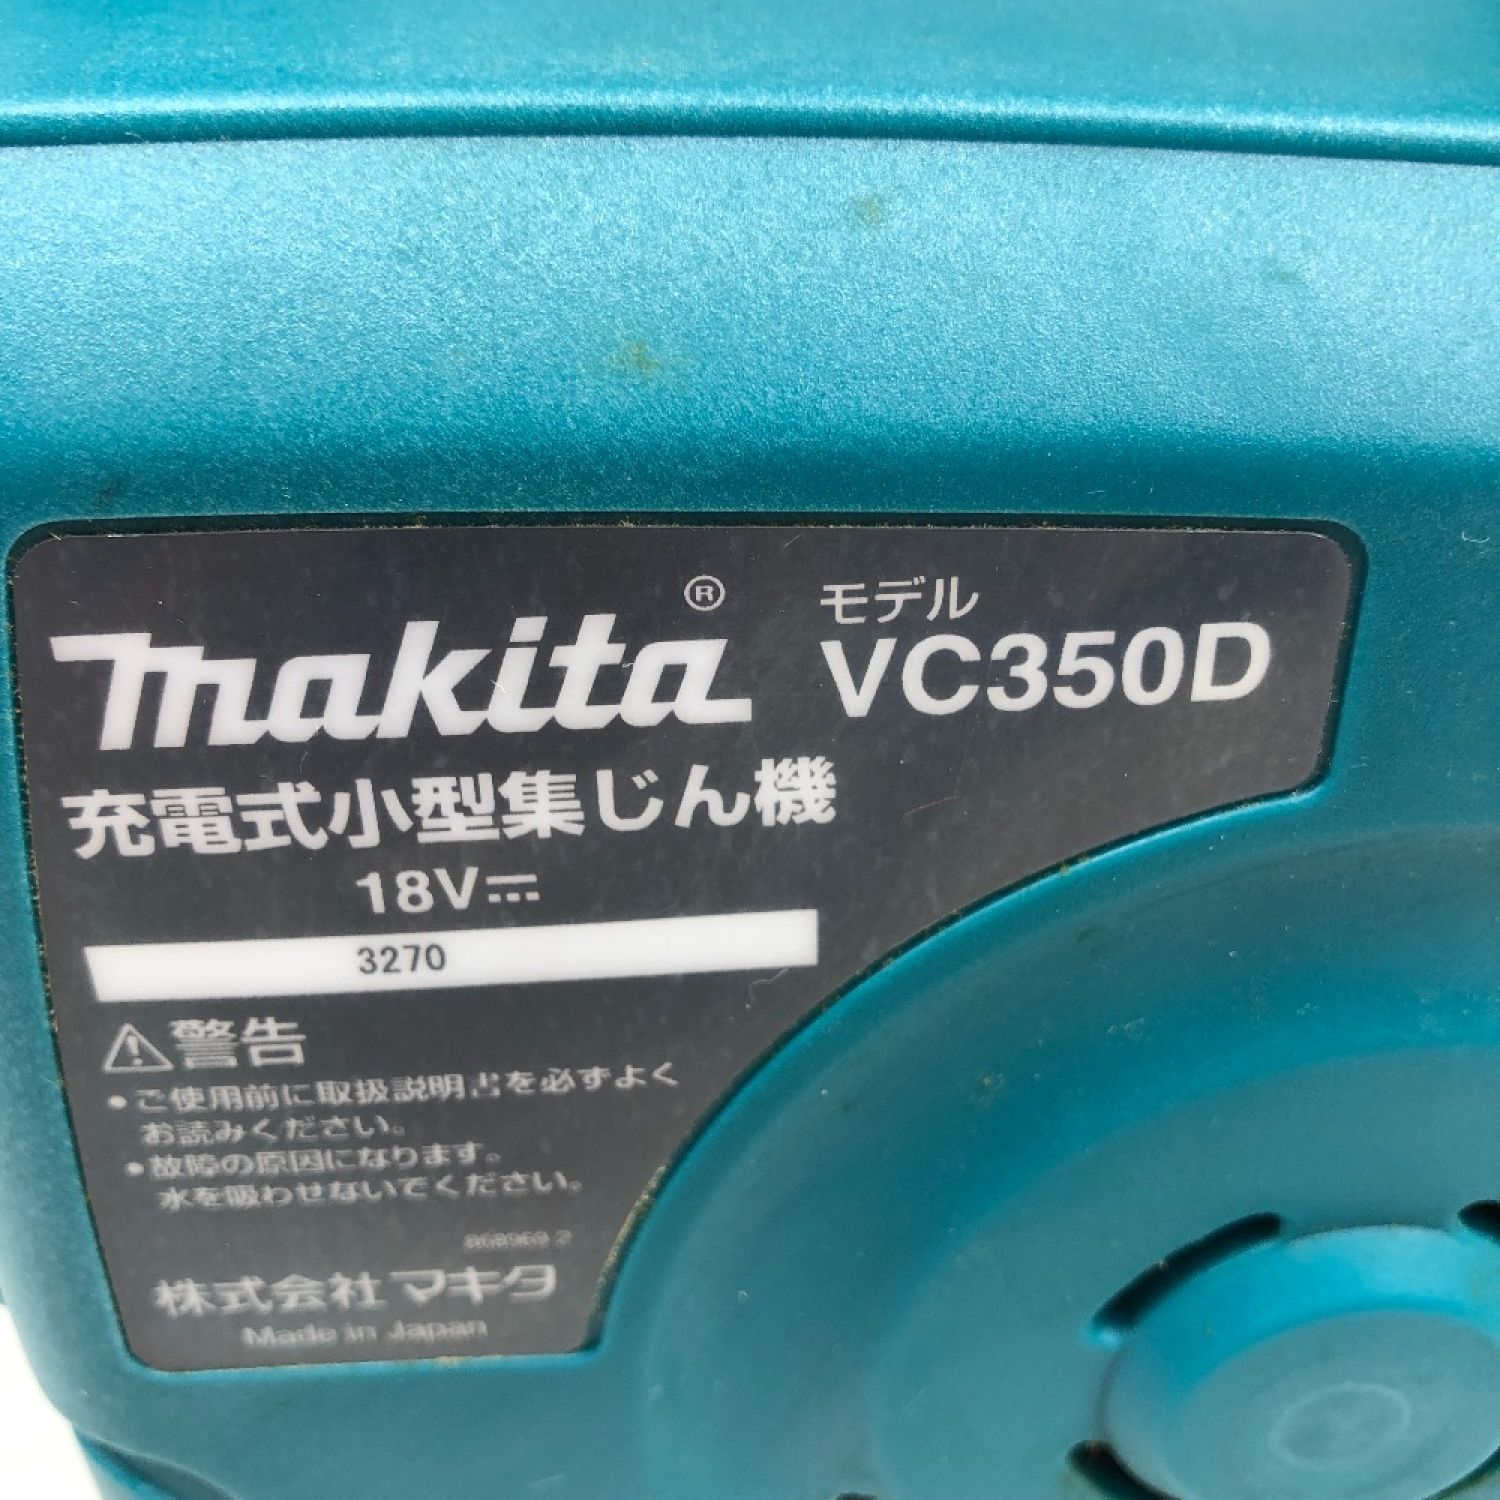 makita®
モデル
VC350D
充電式小型集じん機
18V⎓
3270
⚠警告
•ご使用前に取扱説明書を必ずよく
お読みください。
•故障の原因になります。
水を吸わせないでください。
株式会社マキタ
Made in Japan